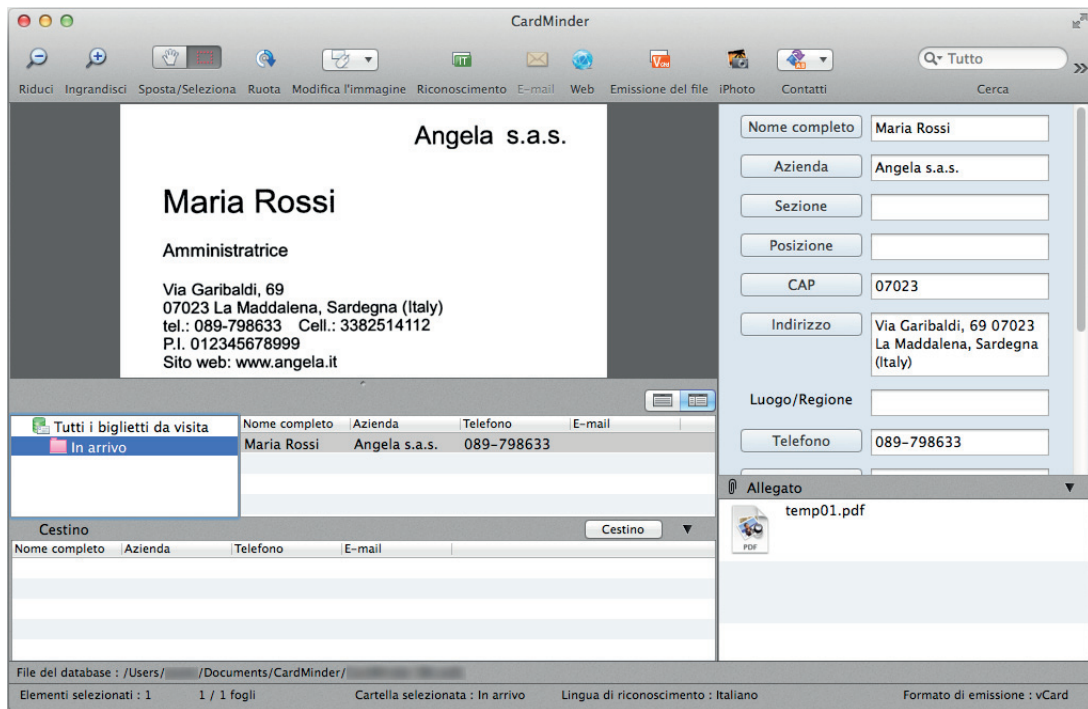 CardMinder
Riduci Ingrandisci Sposta/Seleziona Ruota Modifica l'immagine Riconoscimento E-mail Web Emissione del file iPhoto Contatti Cerca
IT
Tutto
Angela s.a.s.
Maria Rossi
Amministratrice
Via Garibaldi, 69
07023 La Maddalena, Sardegna (Italy)
tel.: 089-798633 Cell.: 3382514112
P.I. 012345678999
Sito web: www.angela.it
Nome completo Maria Rossi
Azienda Angela s.a.s.
Sezione
Posizione
CAP 07023
Indirizzo Via Garibaldi, 69 07023
La Maddalena, Sardegna
(Italy)
Luogo/Regione
Telefono 089-798633
Tutti i biglietti da visita
In arrivo
Nome completo Azienda Telefono E-mail
Maria Rossi Angela s.a.s. 089-798633
Allegato
temp01.pdf
PDF
Cestino Cestino
Nome completo Azienda Telefono E-mail
File del database : /Users/ /Documents/CardMinder/
Elementi selezionati : 1 1 / 1 fogli Cartella selezionata : In arrivo Lingua di riconoscimento : Italiano Formato di emissione : vCard